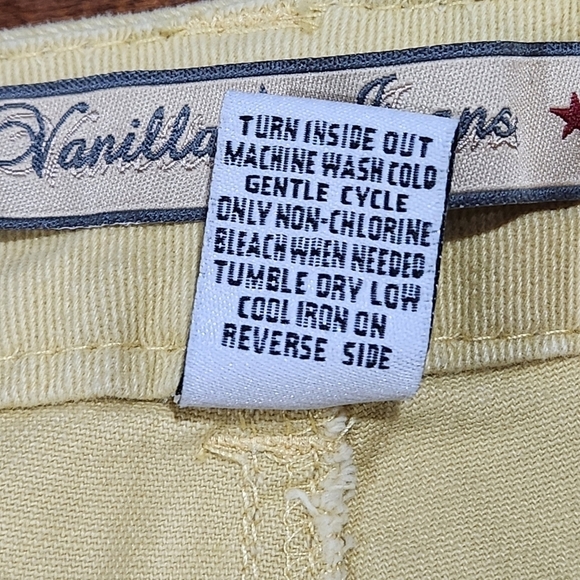 Vanilla
TURN INSIDE OUT
MACHINE WASH COLD
GENTLE CYCLE
ONLY NON-CHLORINE
BLEACH WHEN NEEDED
TUMBLE DRY LOW
COOL IRON ON
REVERSE SIDE